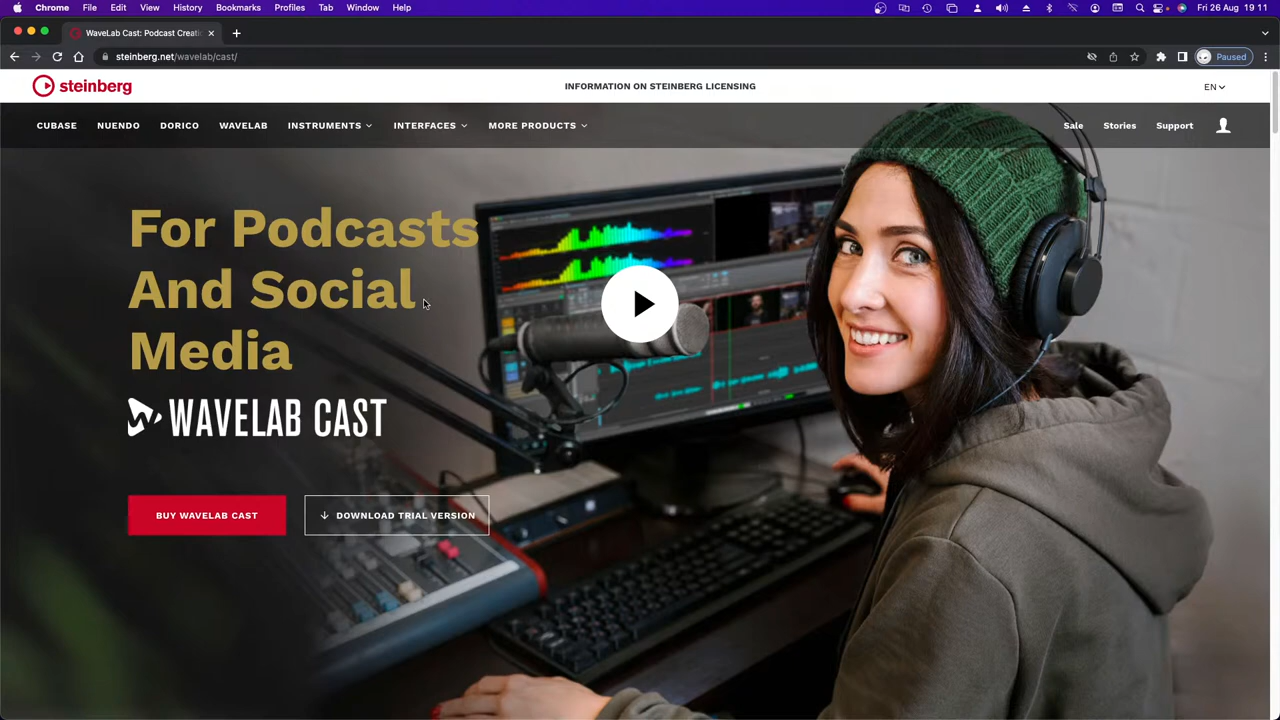 Chrome File Edit View History Bookmarks Profiles Tab Window Help Fri 26 Aug 19 11
WaveLab Cast: Podcast Creati
steinberg.net/wavelab/cast/ Paused
steinberg INFORMATION ON STEINBERG LICENSING EN
CUBASE NUENDO DORICO WAVELAB INSTRUMENTS INTERFACES MORE PRODUCTS Sale Stories Support
For Podcasts
And Social
Media
WAVELAB CAST
BUY WAVELAB CAST DOWNLOAD TRIAL VERSION